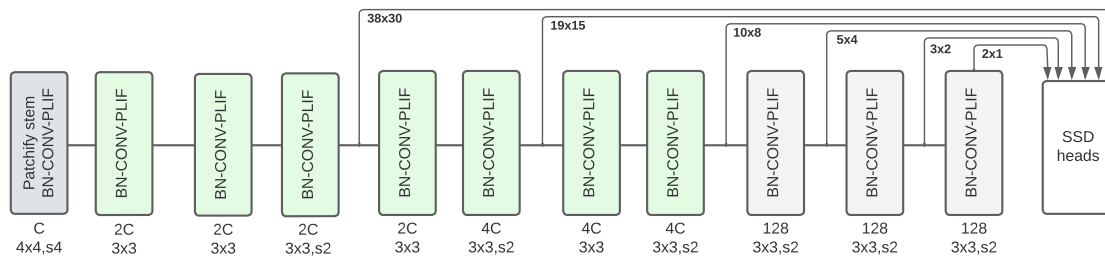 38x30
19x15
10x8
5x4
3x2
2x1
Patchify stem
BN-CONV-PLIF
BN-CONV-PLIF
BN-CONV-PLIF
BN-CONV-PLIF
BN-CONV-PLIF
BN-CONV-PLIF
BN-CONV-PLIF
BN-CONV-PLIF
BN-CONV-PLIF
BN-CONV-PLIF
BN-CONV-PLIF
SSD
heads
C
4x4,s4
2C
3x3
2C
3x3
2C
3x3,s2
2C
3x3
4C
3x3,s2
4C
3x3
4C
3x3,s2
128
3x3,s2
128
3x3,s2
128
3x3,s2